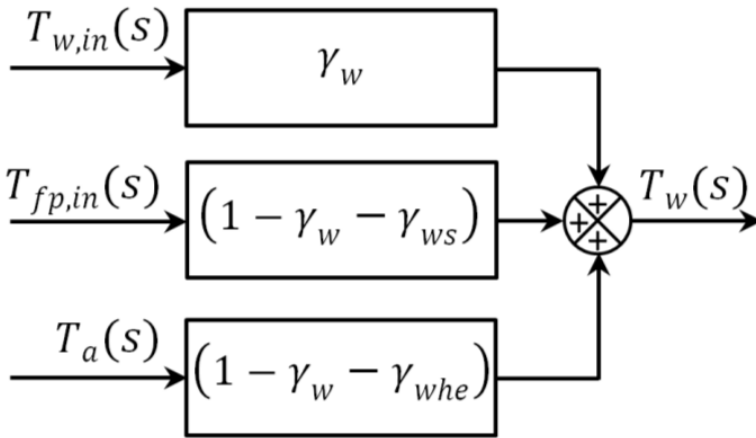 T_{w,in}(s)
γ_w
T_{fp,in}(s)
(1 − γ_w − γ_{ws})
+
+
+
T_w(s)
T_a(s)
(1 − γ_w − γ_{whe})